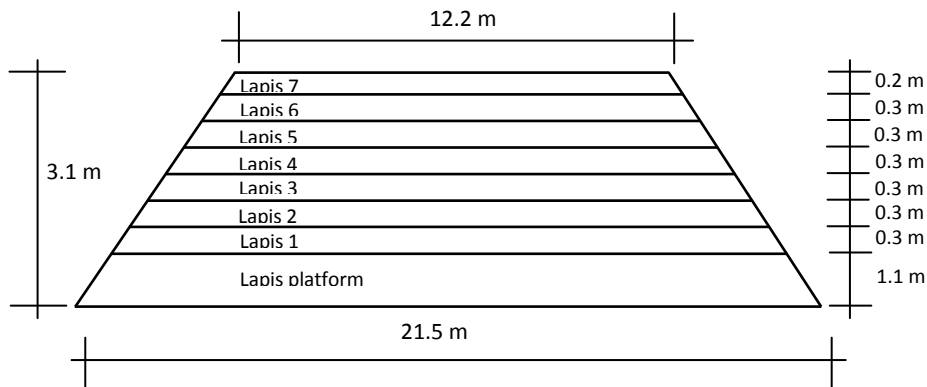 12.2 m
Lapis 7
0.2 m
Lapis 6
0.3 m
Lapis 5
0.3 m
3.1 m
Lapis 4
0.3 m
Lapis 3
0.3 m
Lapis 2
0.3 m
Lapis 1
0.3 m
Lapis platform
1.1 m
21.5 m